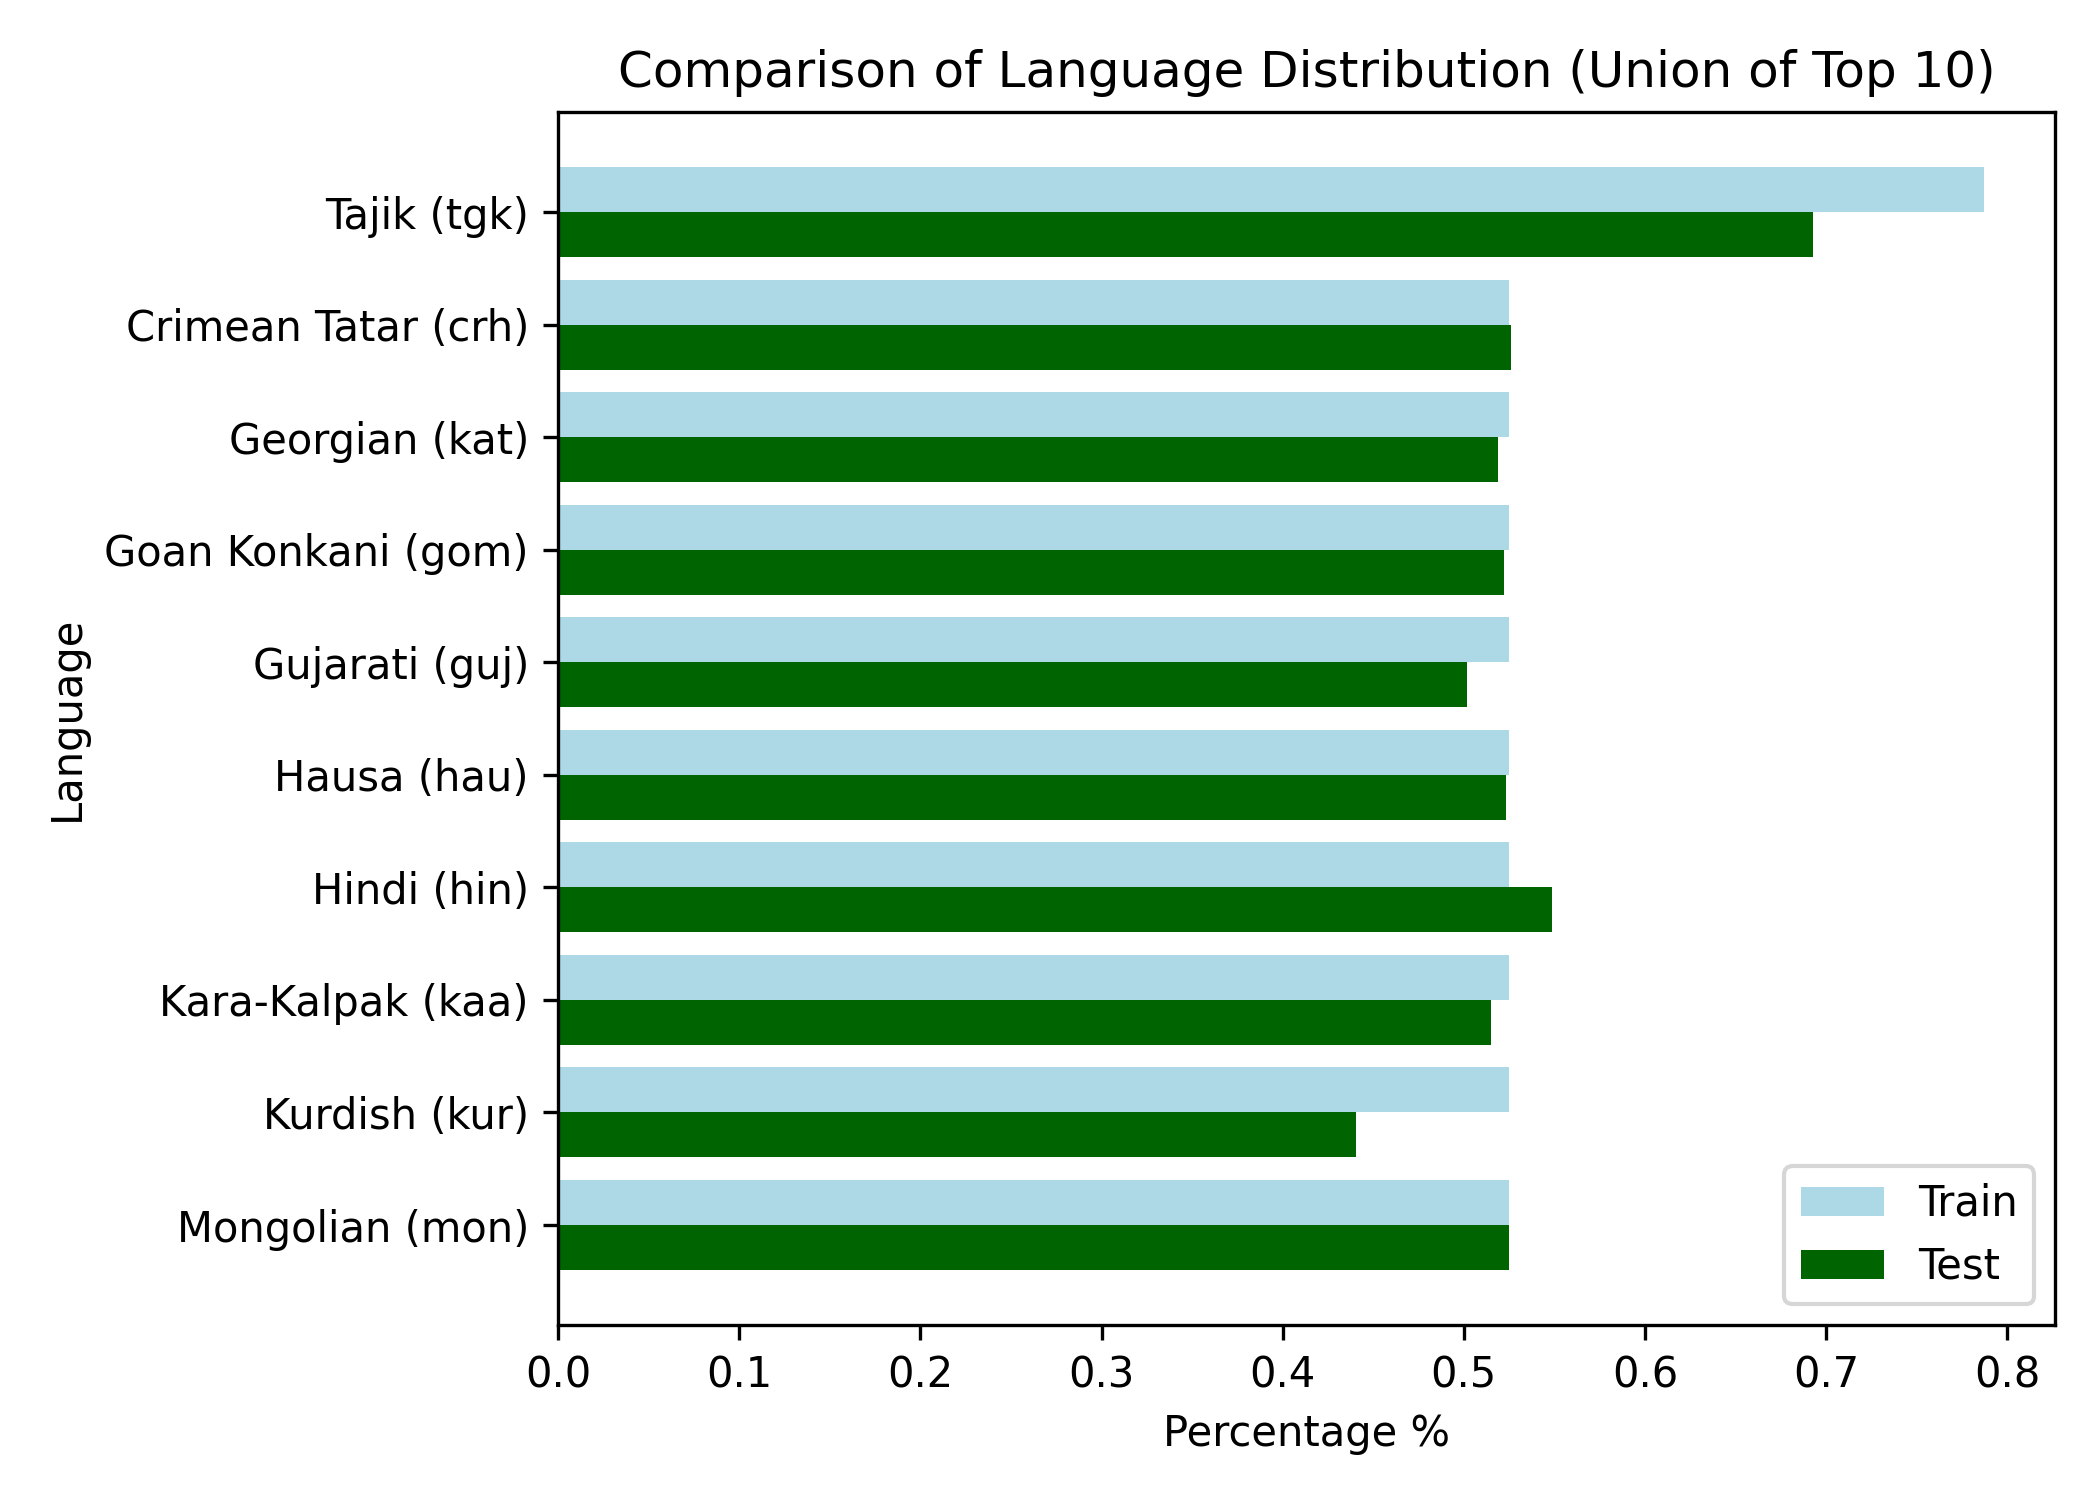 Comparison of Language Distribution (Union of Top 10)
Tajik (tgk)
Crimean Tatar (crh)
Georgian (kat)
Goan Konkani (gom)
Gujarati (guj)
Hausa (hau)
Hindi (hin)
Kara-Kalpak (kaa)
Kurdish (kur)
Mongolian (mon)
Language
Train
Test
0.0 0.1 0.2 0.3 0.4 0.5 0.6 0.7 0.8
Percentage %